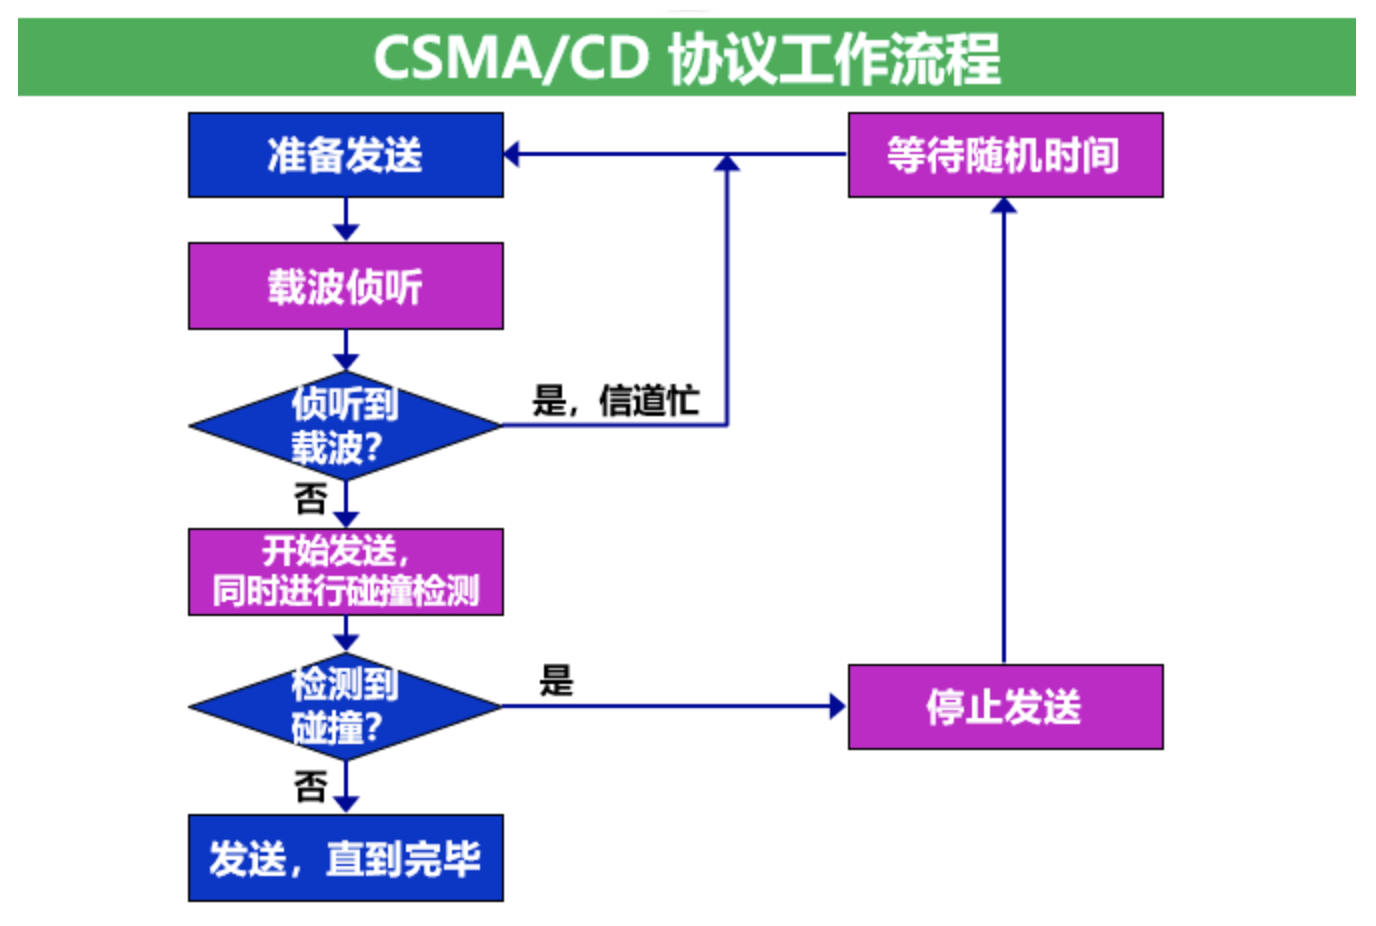 CSMA/CD 协议工作流程
准备发送
等待随机时间
载波侦听
侦听到
载波?
是，信道忙
否
开始发送，
同时进行碰撞检测
检测到
碰撞?
是
停止发送
否
发送，直到完毕